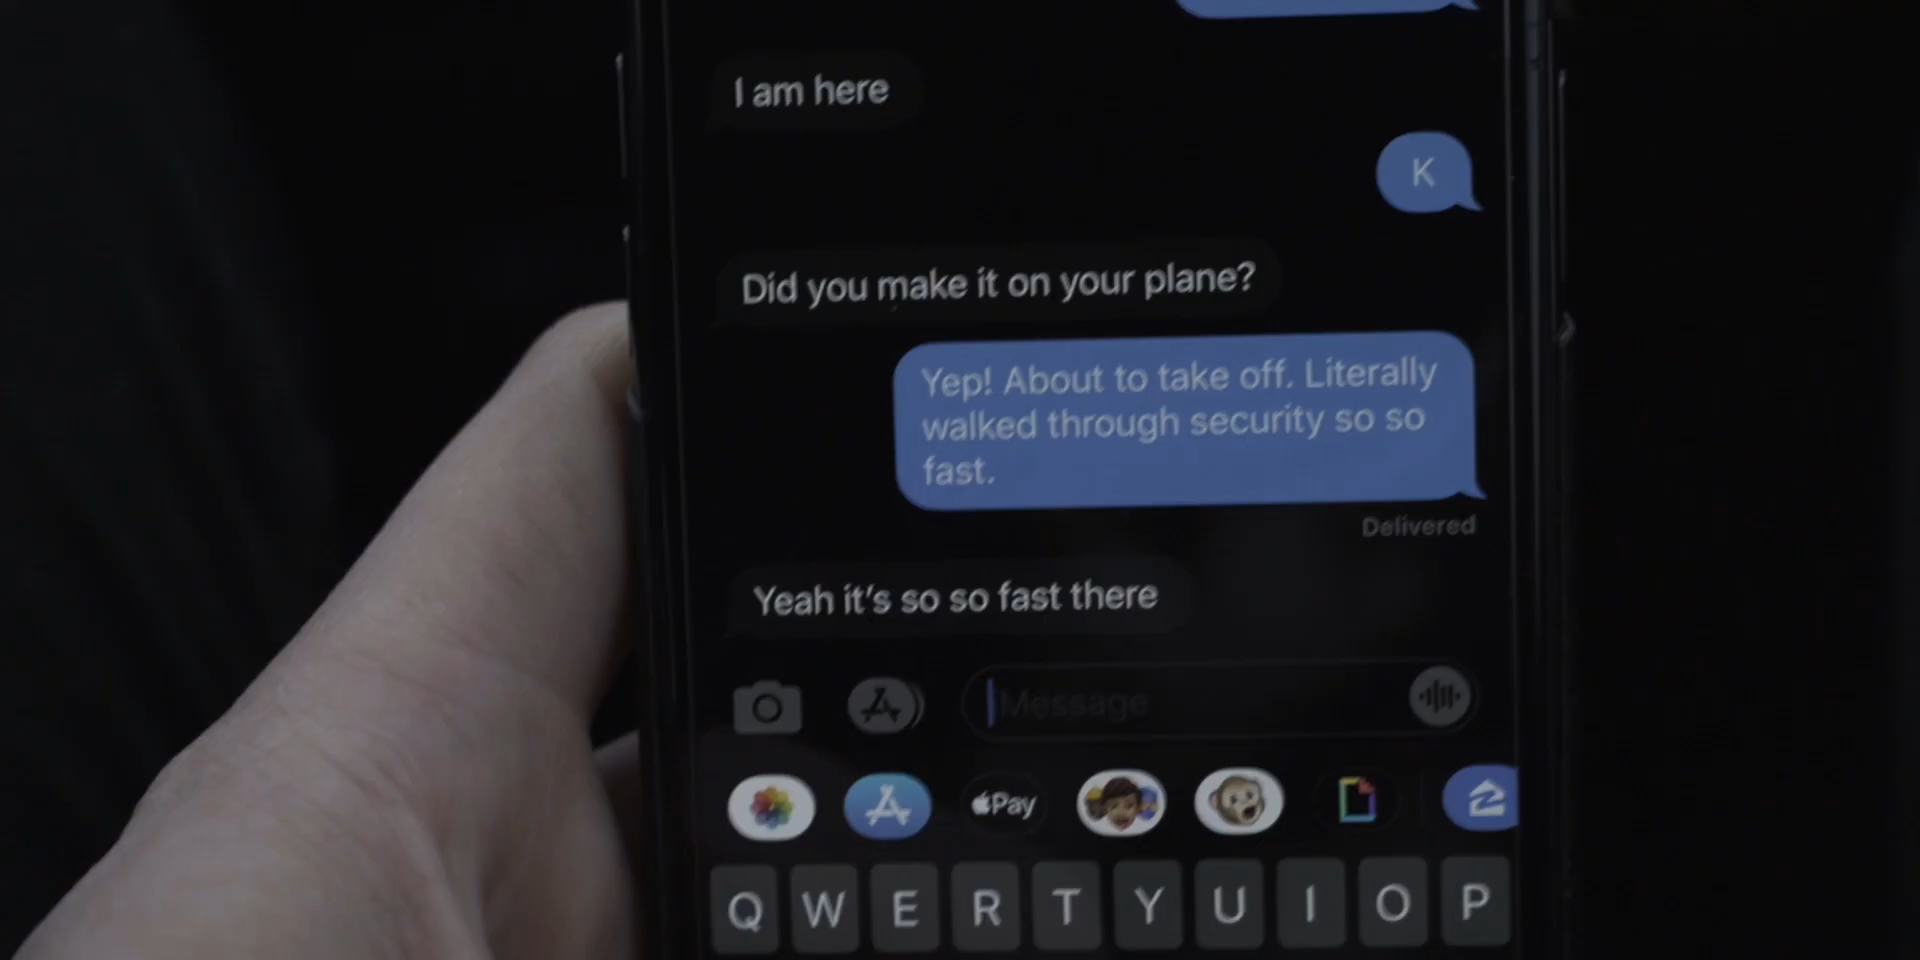 I am here
K
Did you make it on your plane?
Yep! About to take off. Literally
walked through security so so
fast.
Delivered
Yeah it's so so fast there
Message
Pay
Q W E R T Y U I O P